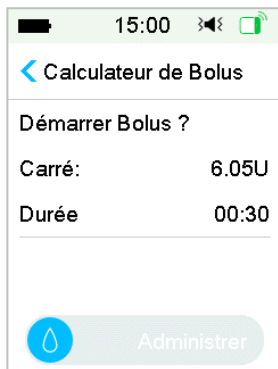 15:00
Calculateur de Bolus
Démarrer Bolus ?
Carré: 6.05U
Durée 00:30
Administrer